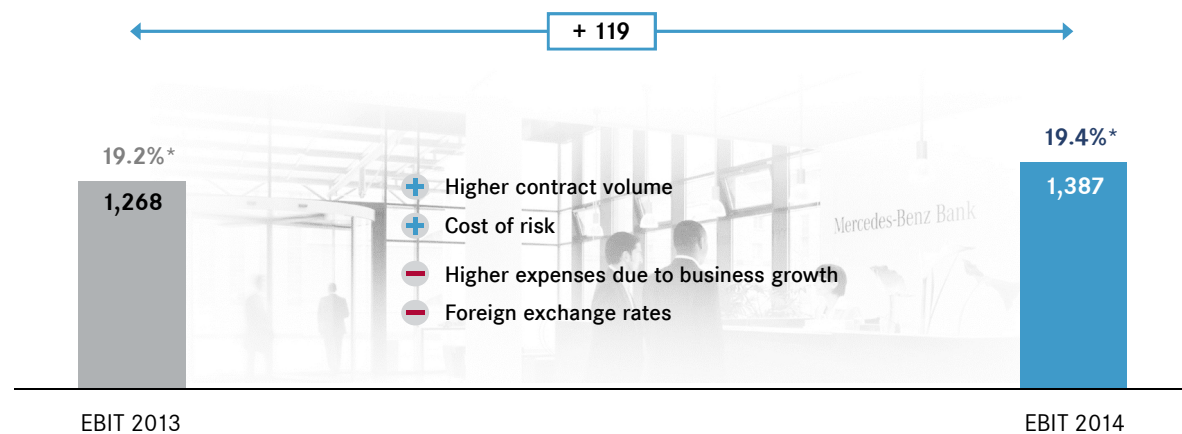 + 119
19.2%*
19.4%*
1,268
1,387
Higher contract volume
Cost of risk
Higher expenses due to business growth
Foreign exchange rates
Mercedes-Benz Bank
EBIT 2013
EBIT 2014